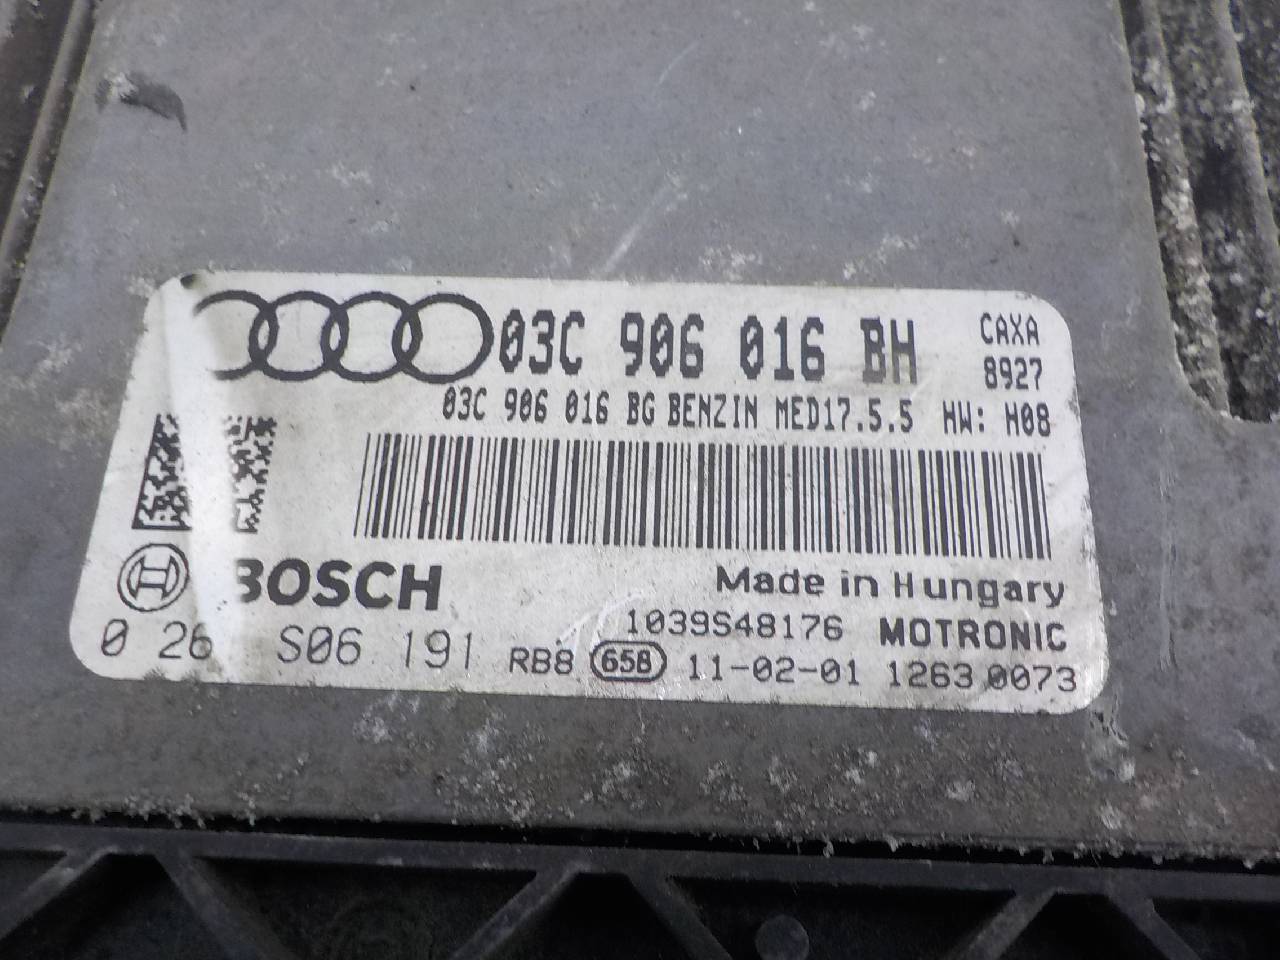 03C 906 016 BH CAXA
8927
03C 906 016 BG BENZIN MED17.5.5 HW: H08
BOSCH Made in Hungary
1039S48176 MOTRONIC
0 26 S06 191 RB8 658 11-02-01 1263 0073